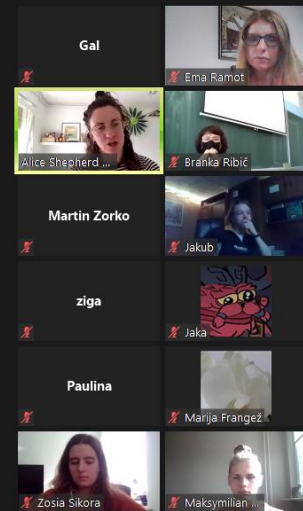 Gal
Ema Ramot
Alice Shepherd ...
Branka Ribič
Martin Zorko
Jakub
ziga
Jaka
Paulina
Marija Frangež
Zosia Sikora
Maksymilian ...